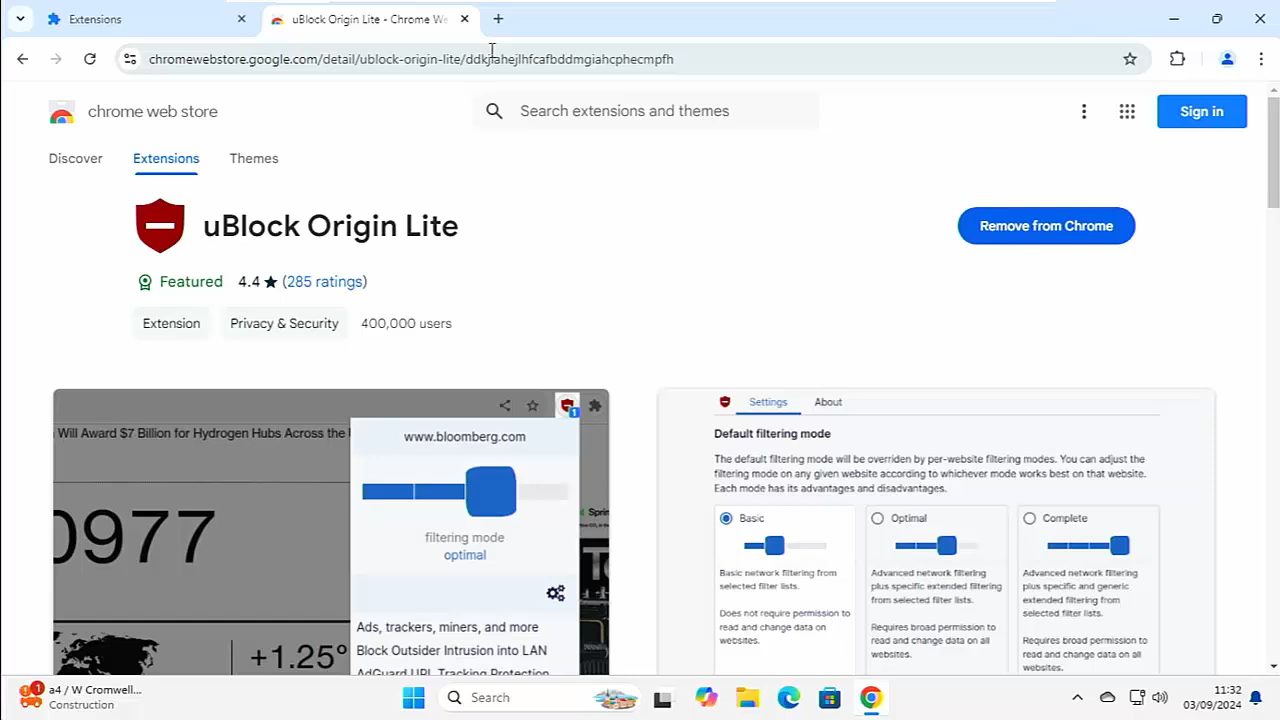 Extensions
uBlock Origin Lite - Chrome We
chromewebstore.google.com/detail/ublock-origin-lite/ddkjiahejlhfcafbddmgiahcphecmpfh
chrome web store
Search extensions and themes
Sign in
Discover
Extensions
Themes
uBlock Origin Lite
Remove from Chrome
Featured
4.4★ (285 ratings)
Extension
Privacy & Security
400,000 users
Will Award $7 Billion for Hydrogen Hubs Across the
1
www.bloomberg.com
0977
filtering mode
optimal
Ads, trackers, miners, and more
Block Outsider Intrusion into LAN
AdGuard URL Tracking Protection
+1.25°
Settings
About
Default filtering mode
The default filtering mode will be overriden by per-website filtering modes. You can adjust the
filtering mode on any given website according to whichever mode works best on that website.
Each mode has its advantages and disadvantages.
Basic
Basic network filtering from
selected filter lists.
Does not require permission to
read and change data on
websites.
Optimal
Advanced network filtering
plus specific extended filtering
from selected filter lists.
Requires broad permission to
read and change data on all
websites.
Complete
Advanced network filtering
plus specific and generic
extended filtering from
selected filter lists.
Requires broad permission to
read and change data on all
websites.
1
a4 / W Cromwell...
Construction
Search
11:32
03/09/2024